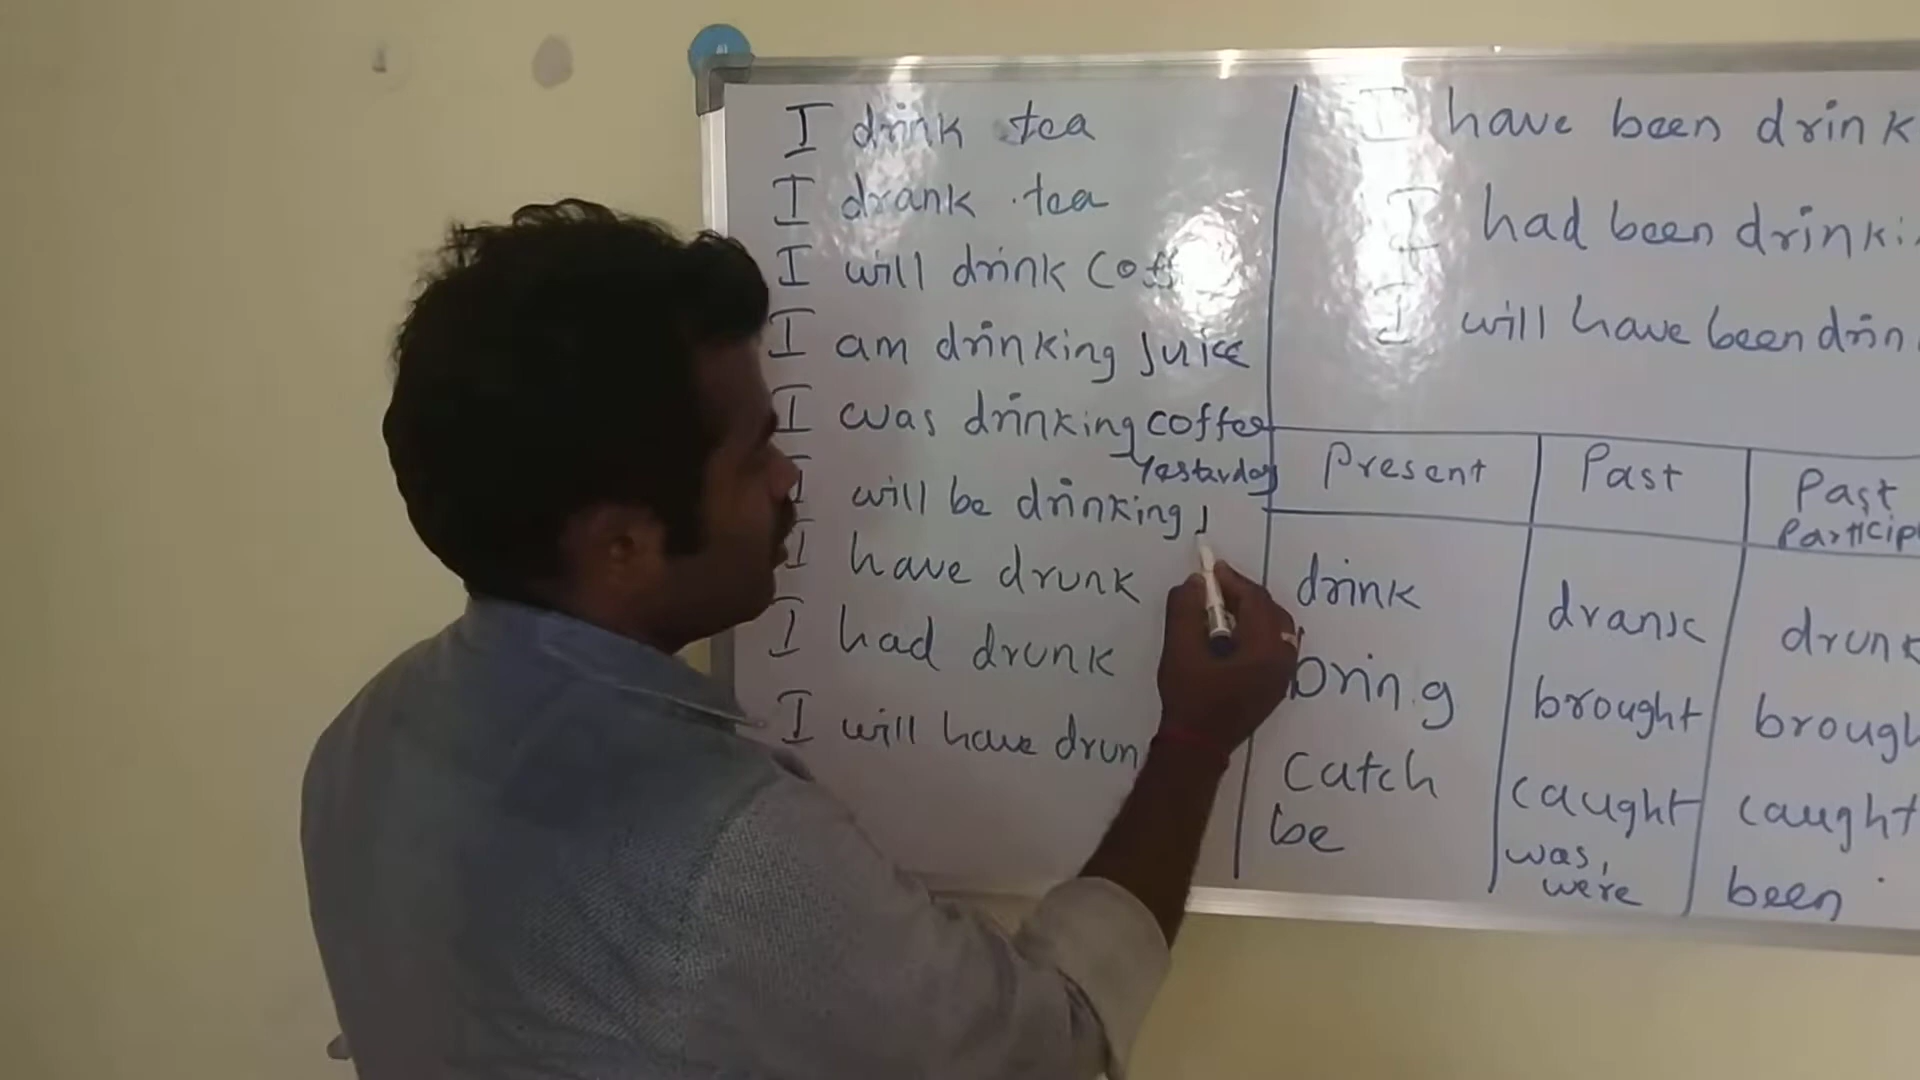 I drink tea
I drank tea
I will drink Coff
I am drinking Juice
I was drinking coffee
Yesterday
I will be drinking J
I have drunk
I had drunk
I will have drun
I have been drink
I had been drinki
I will have been drin
Present Past Past Particip
drink drank drunk
bring brought brough
catch caught caught
be was, were been